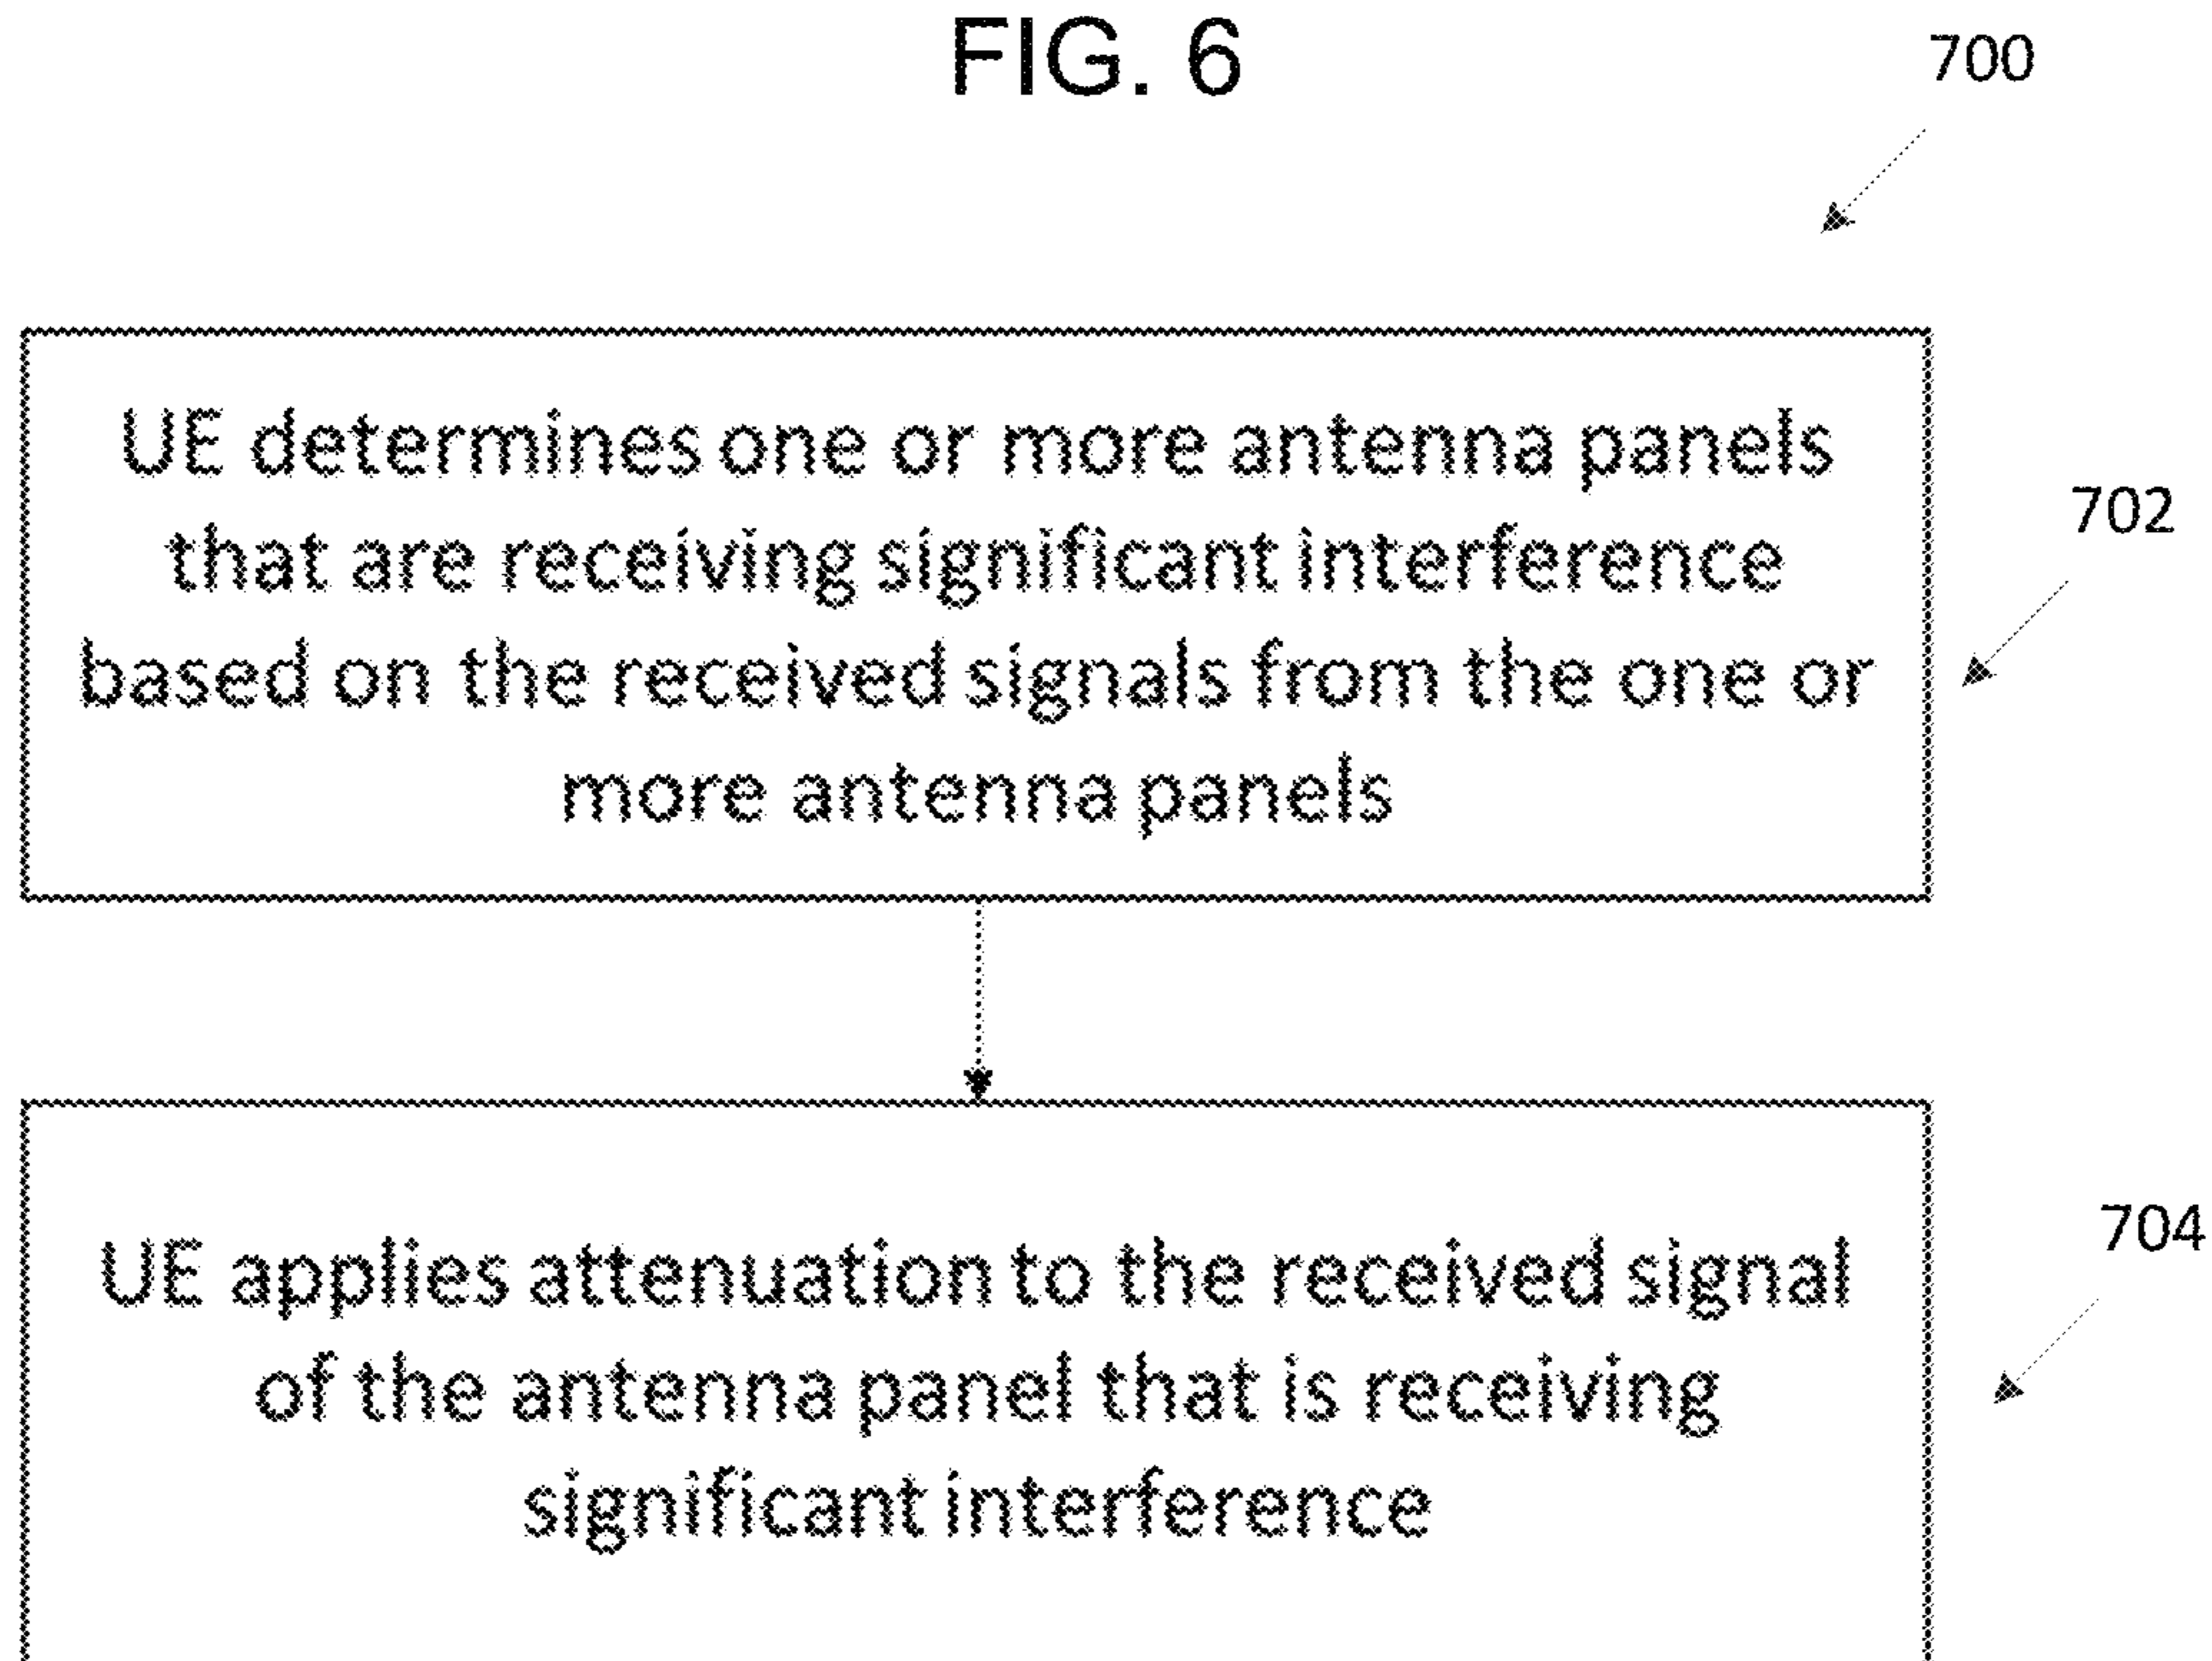 FIG. 6
700
UE determines one or more antenna panels
that are receiving significant interference
based on the received signals from the one or
more antenna panels
702
UE applies attenuation to the received signal
of the antenna panel that is receiving
significant interference
704